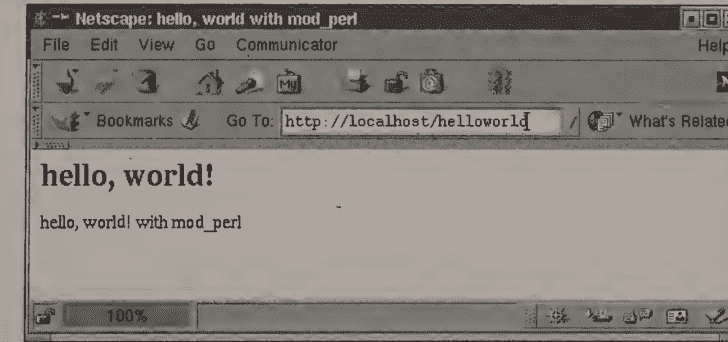 Netscape: hello, world with mod_perl
File Edit View Go Communicator Help
My
Bookmarks Go To: http://localhost/helloworld What's Related
hello, world!
hello, world! with mod_perl
100%